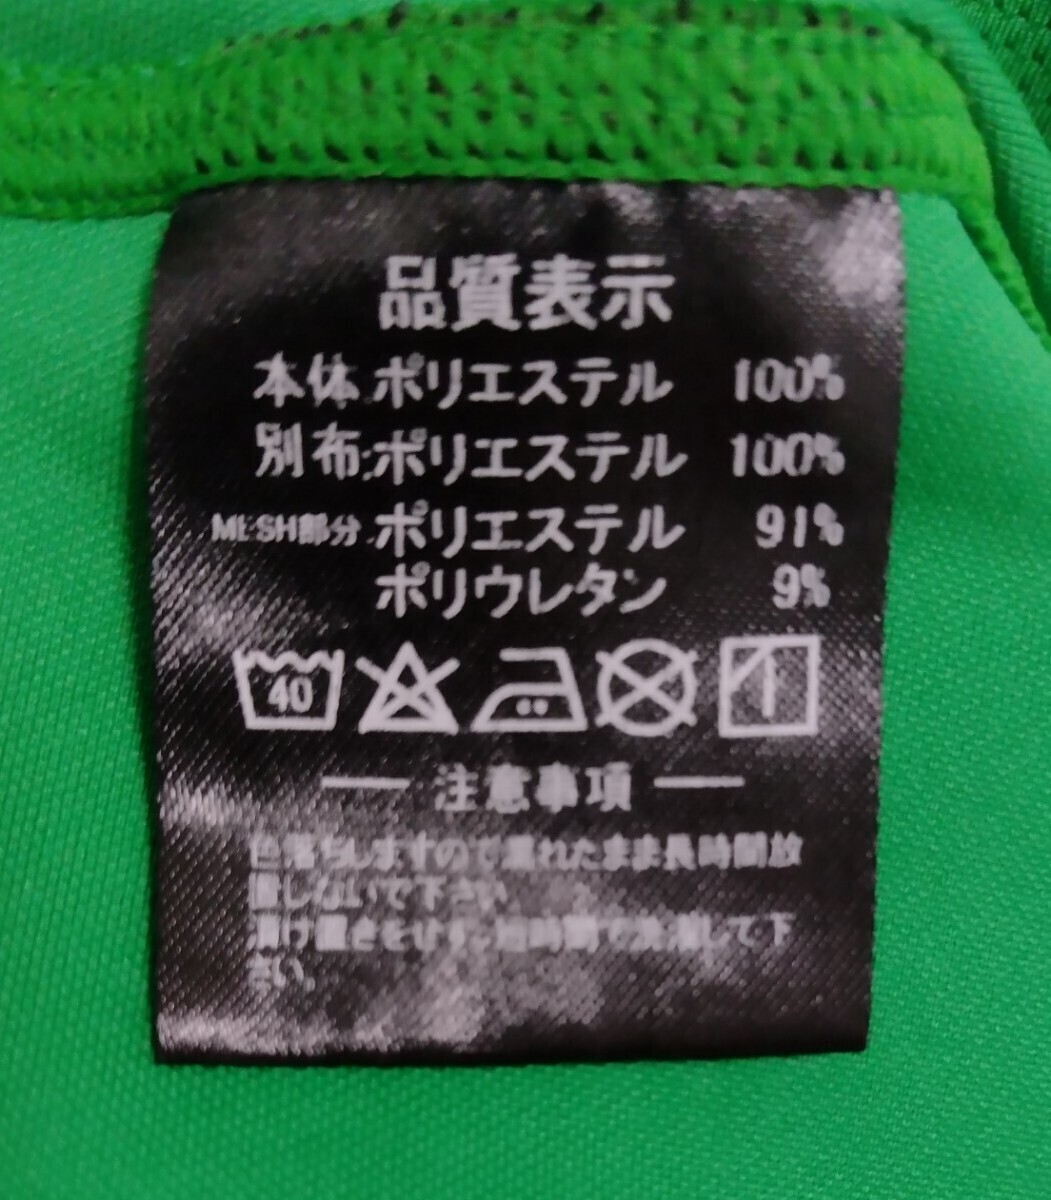 品質表示
本体:ポリエステル 100%
別布:ポリエステル 100%
MESH部分:ポリエステル 91%
ポリウレタン 9%
40
注意事項
色落ちしますので濡れたまま長時間放
置しないで下さい
漬け置きをせず、短時間で洗濯して下
さい。